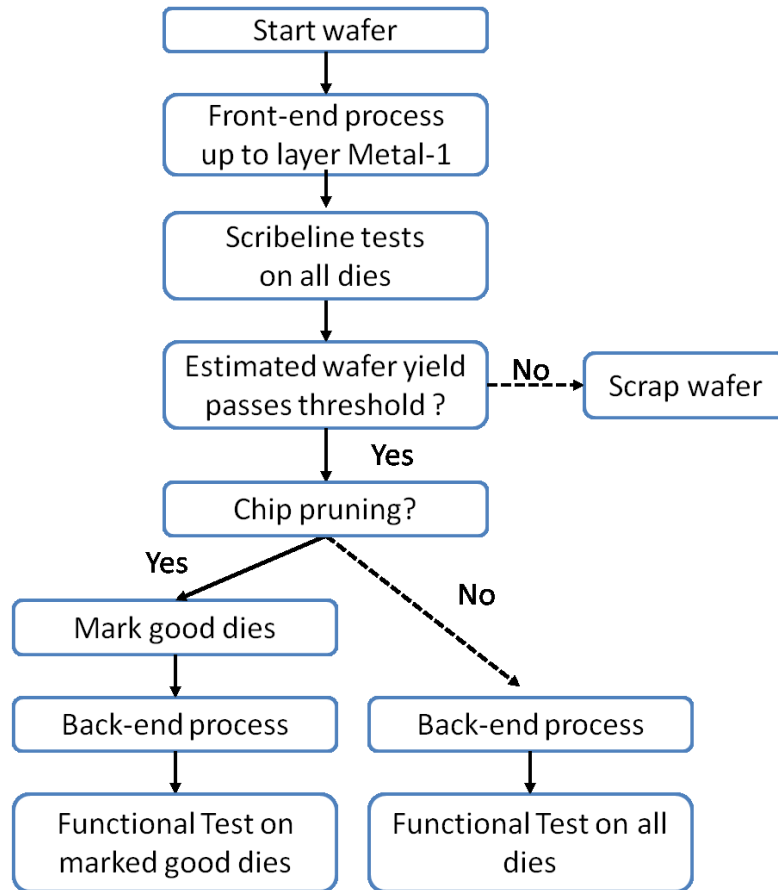 Start wafer
Front-end process
up to layer Metal-1
Scribeline tests
on all dies
Estimated wafer yield
passes threshold ?
No
Scrap wafer
Yes
Chip pruning?
Yes
No
Mark good dies
Back-end process
Back-end process
Functional Test on
marked good dies
Functional Test on all
dies